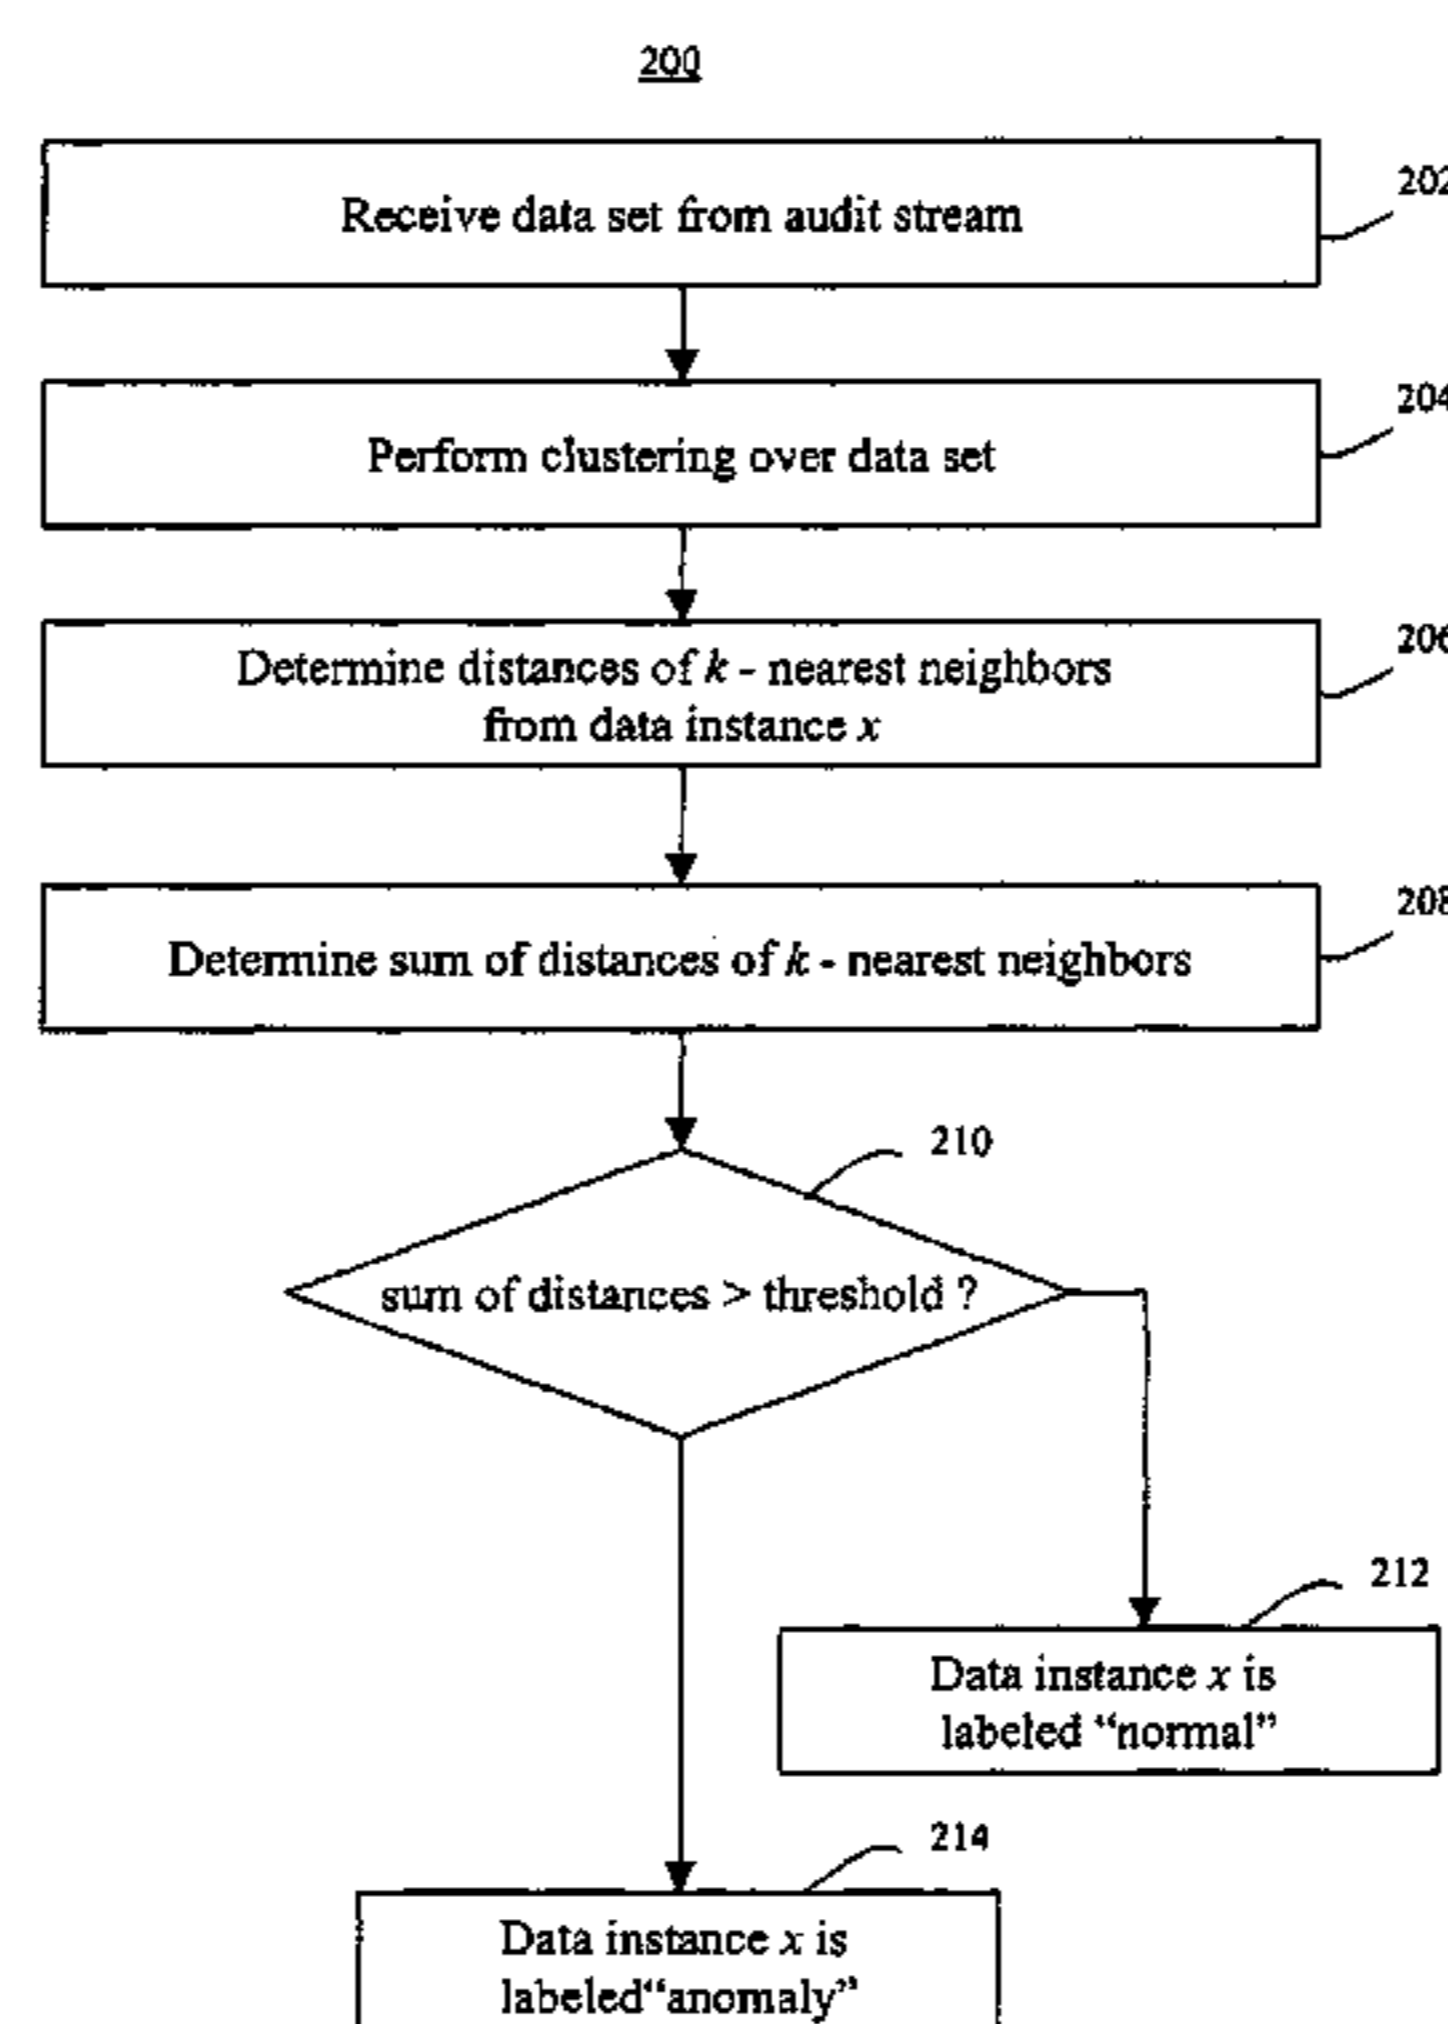 200
Receive data set from audit stream
202
Perform clustering over data set
204
Determine distances of k - nearest neighbors
from data instance x
206
Determine sum of distances of k - nearest neighbors
208
210
sum of distances > threshold ?
212
Data instance x is
labeled “normal”
214
Data instance x is
labeled“anomaly”